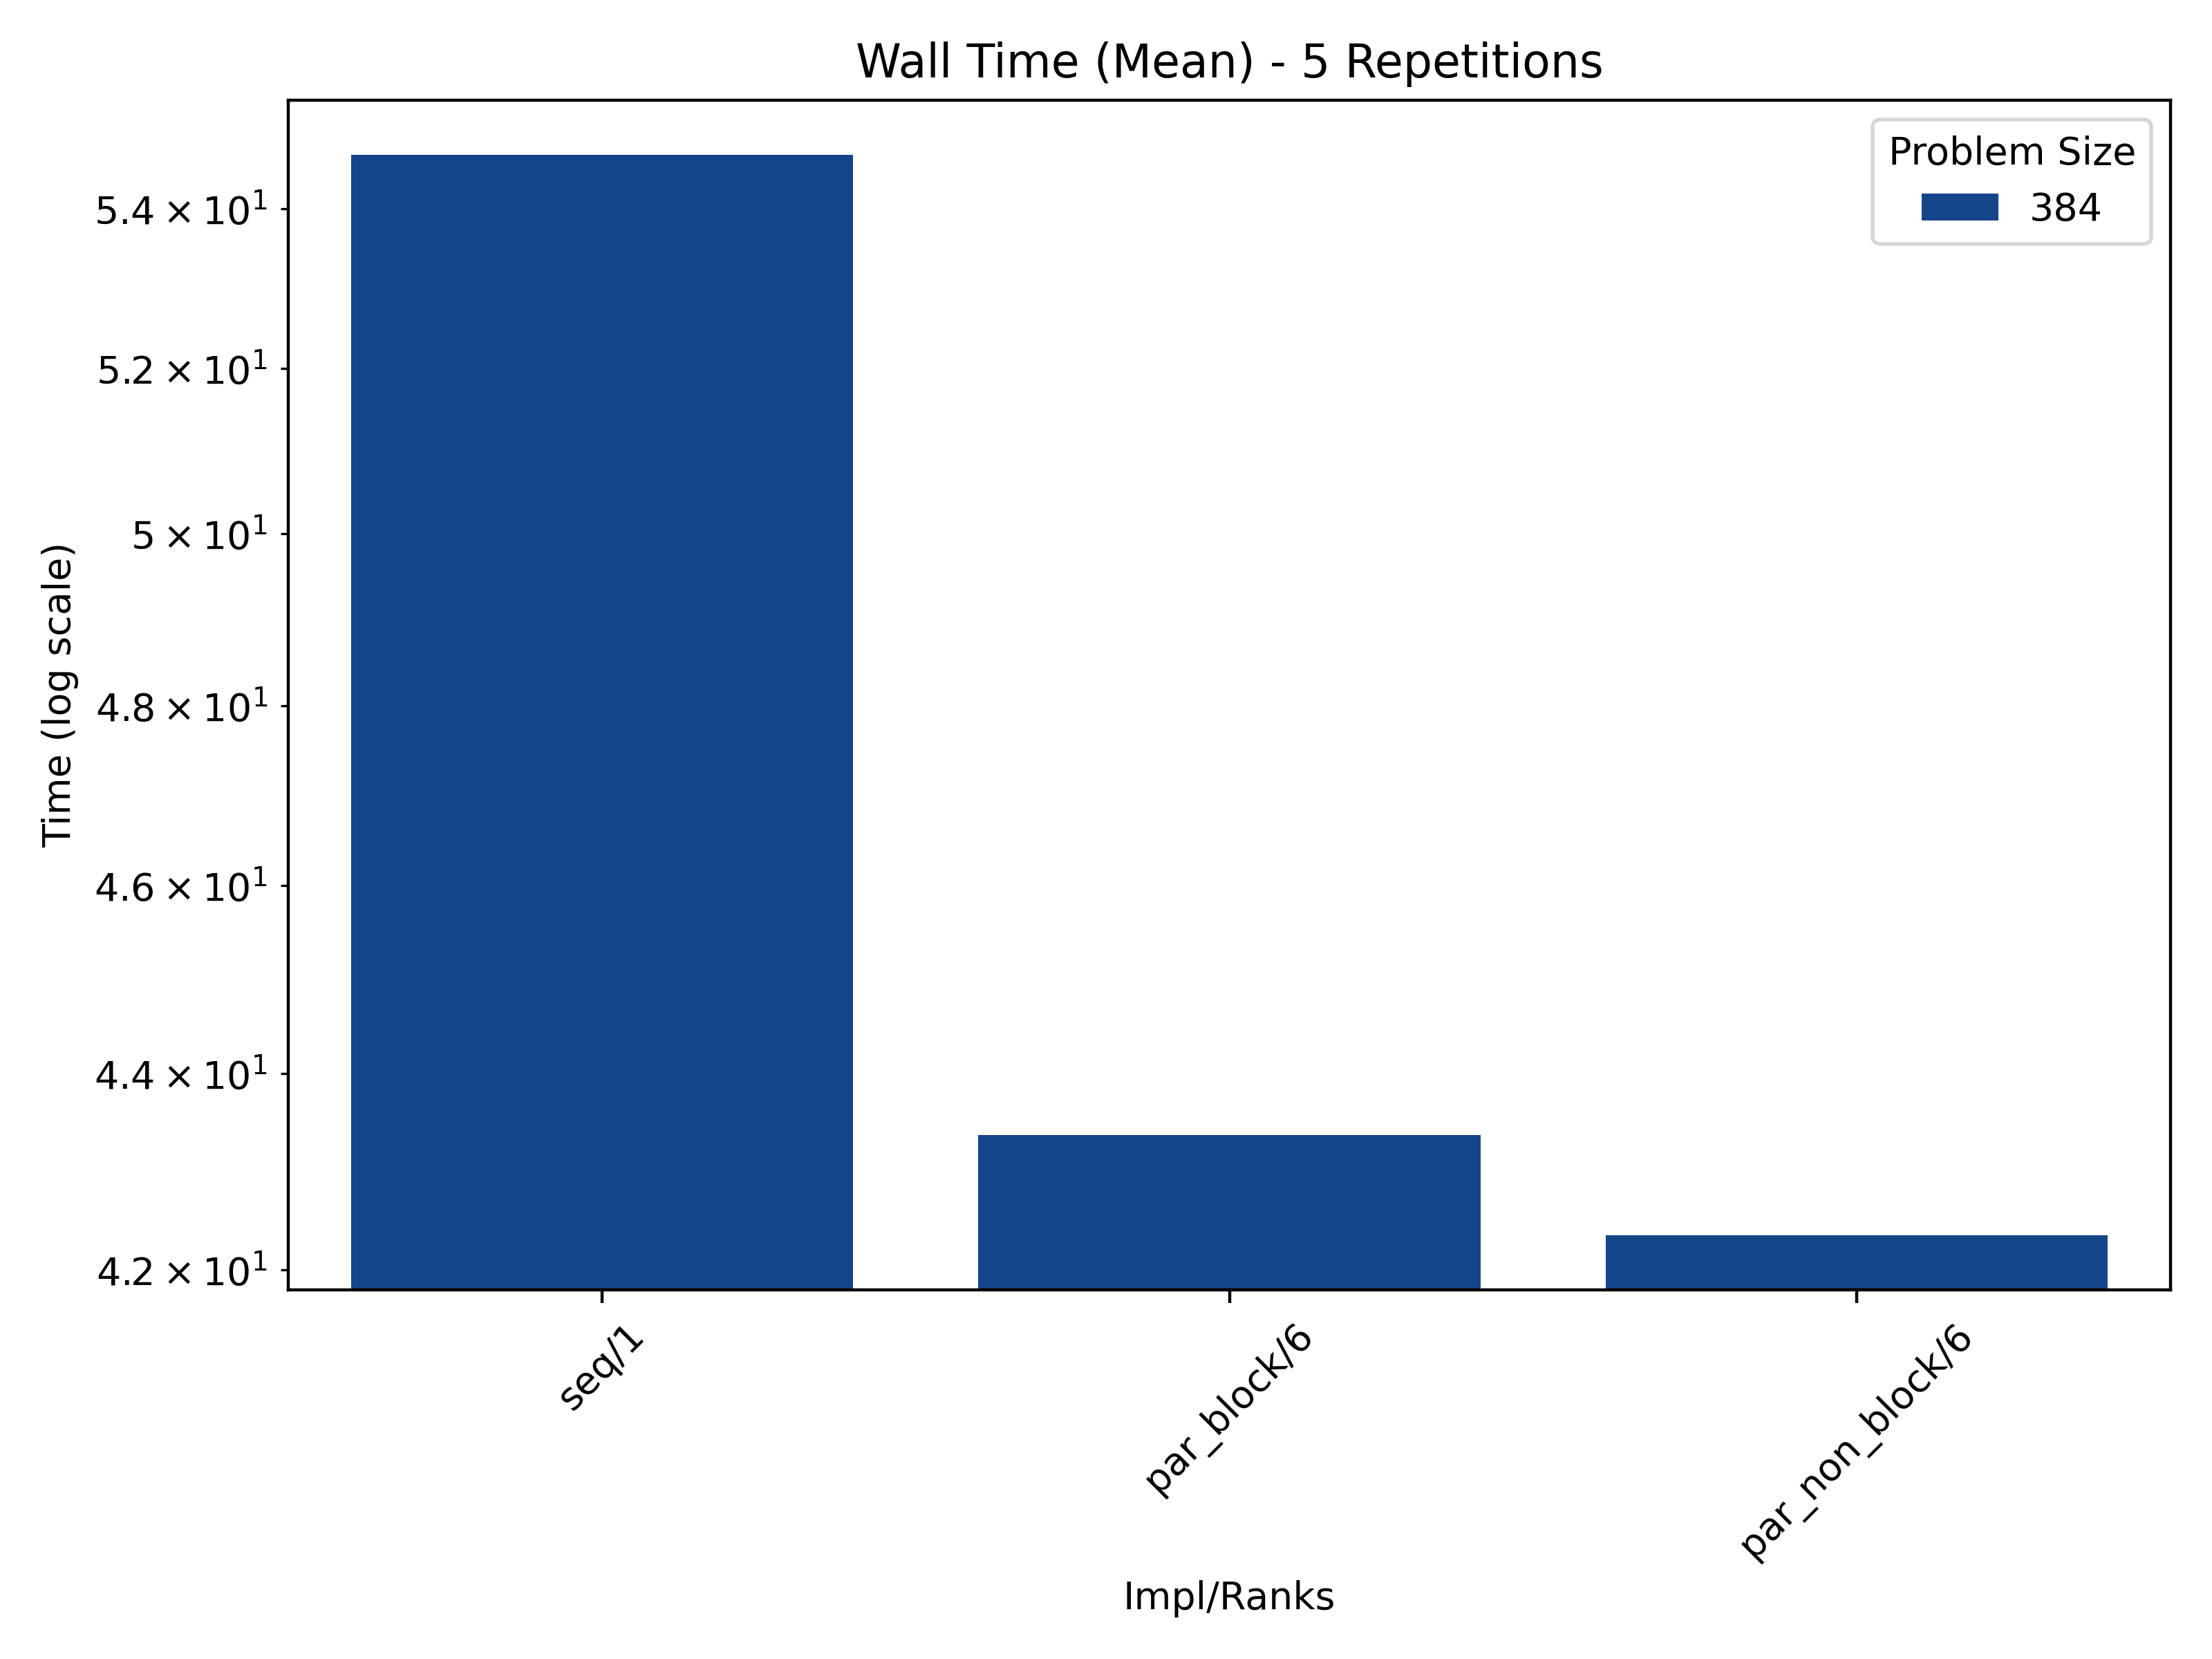 Wall Time (Mean) - 5 Repetitions
Problem Size
384
Time (log scale)
5.4 × 10¹
5.2 × 10¹
5 × 10¹
4.8 × 10¹
4.6 × 10¹
4.4 × 10¹
4.2 × 10¹
seq/1
par_block/6
par_non_block/6
Impl/Ranks